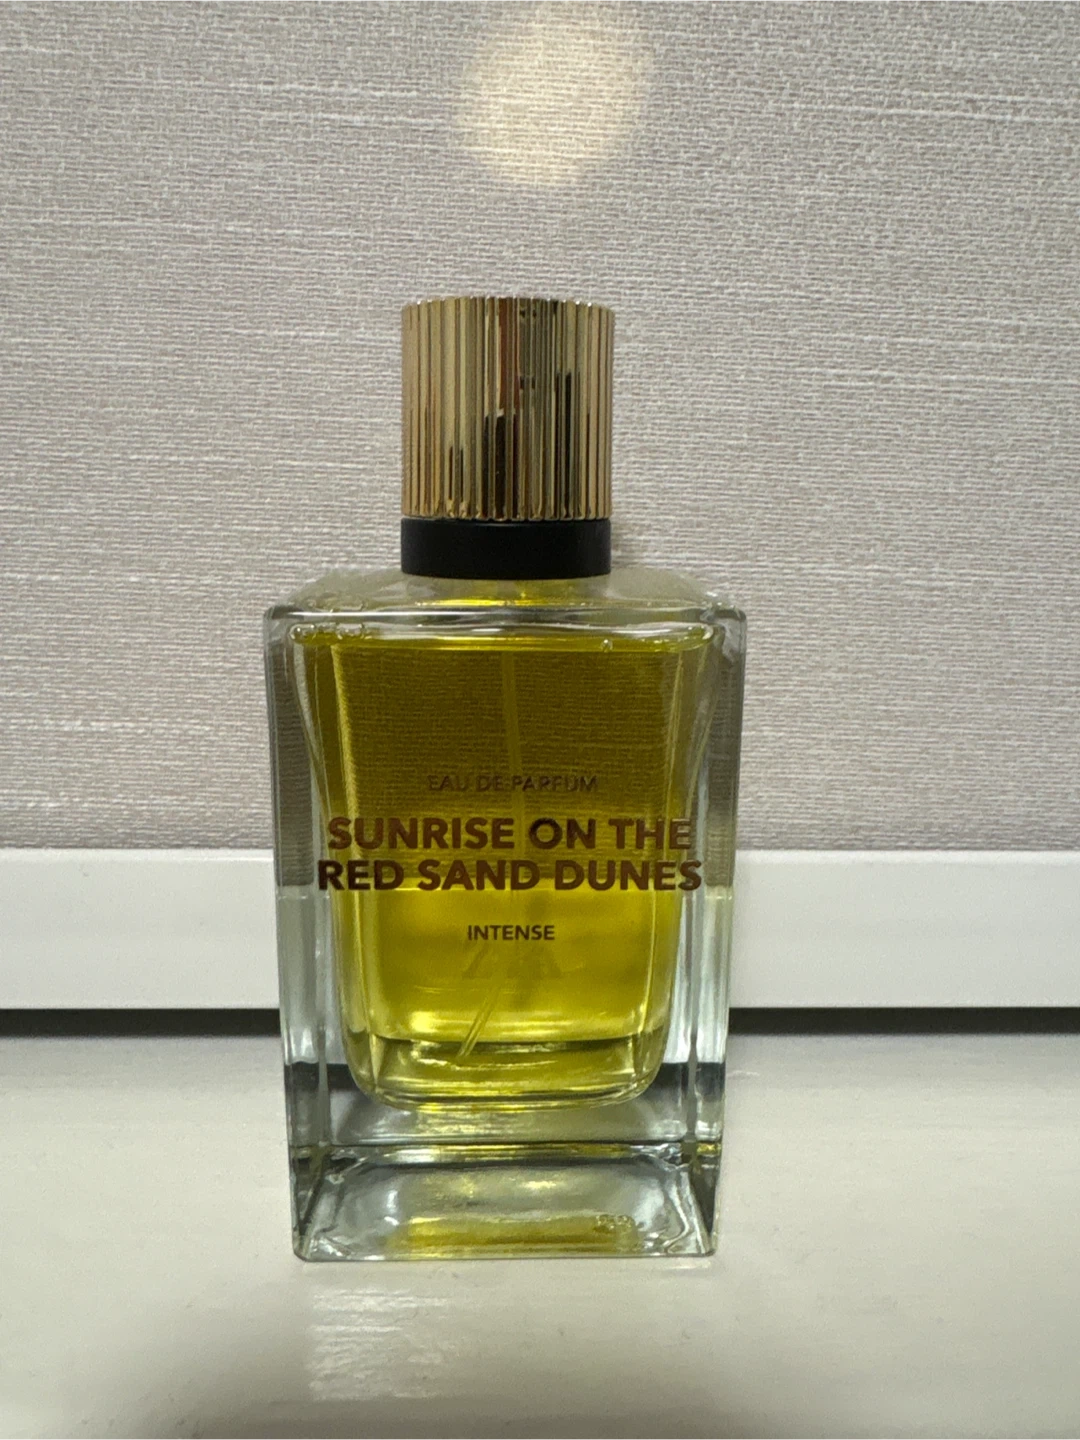 EAU DE PARFUM
SUNRISE ON THE
RED SAND DUNES
INTENSE